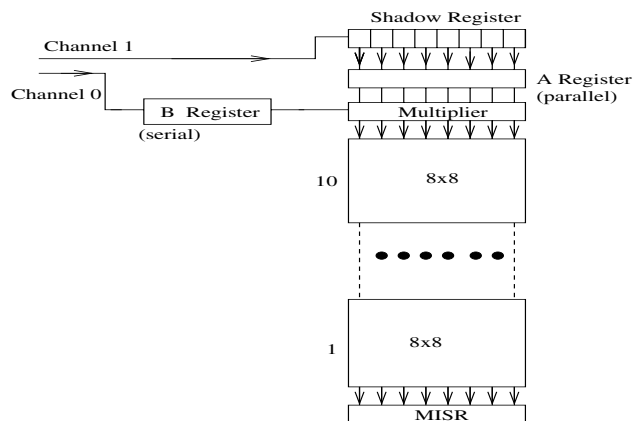 Shadow Register
Channel 1
A Register
(parallel)
Channel 0
B Register
(serial)
Multiplier
10
8x8
1
8x8
MISR